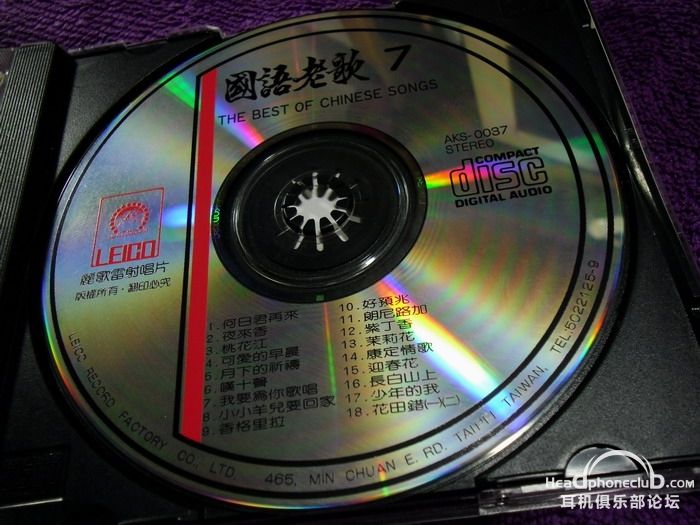 國語老歌 7
THE BEST OF CHINESE SONGS
AKS-0037
STEREO
COMPACT
disc
DIGITAL AUDIO
LEICO
麗歌雷射唱片
版權所有．翻印必究
1. 何日君再來
2. 夜來香
3. 桃花江
4. 可愛的早晨
5. 月下的祈禱
6. 嘆十聲
7. 我要為你歌唱
8. 小小羊兒要回家
9. 香格里拉
10. 好預兆
11. 朗尼路加
12. 紫丁香
13. 茉莉花
14. 康定情歌
15. 迎春花
16. 長白山上
17. 少年的我
18. 花田錯㈠㈡
LEICO RECORD FACTORY CO., LTD. 465, MIN CHUAN E. RD. TAIPEI TAIWAN, TEL:5022125-9
Headphoneclub.com
耳机俱乐部论坛